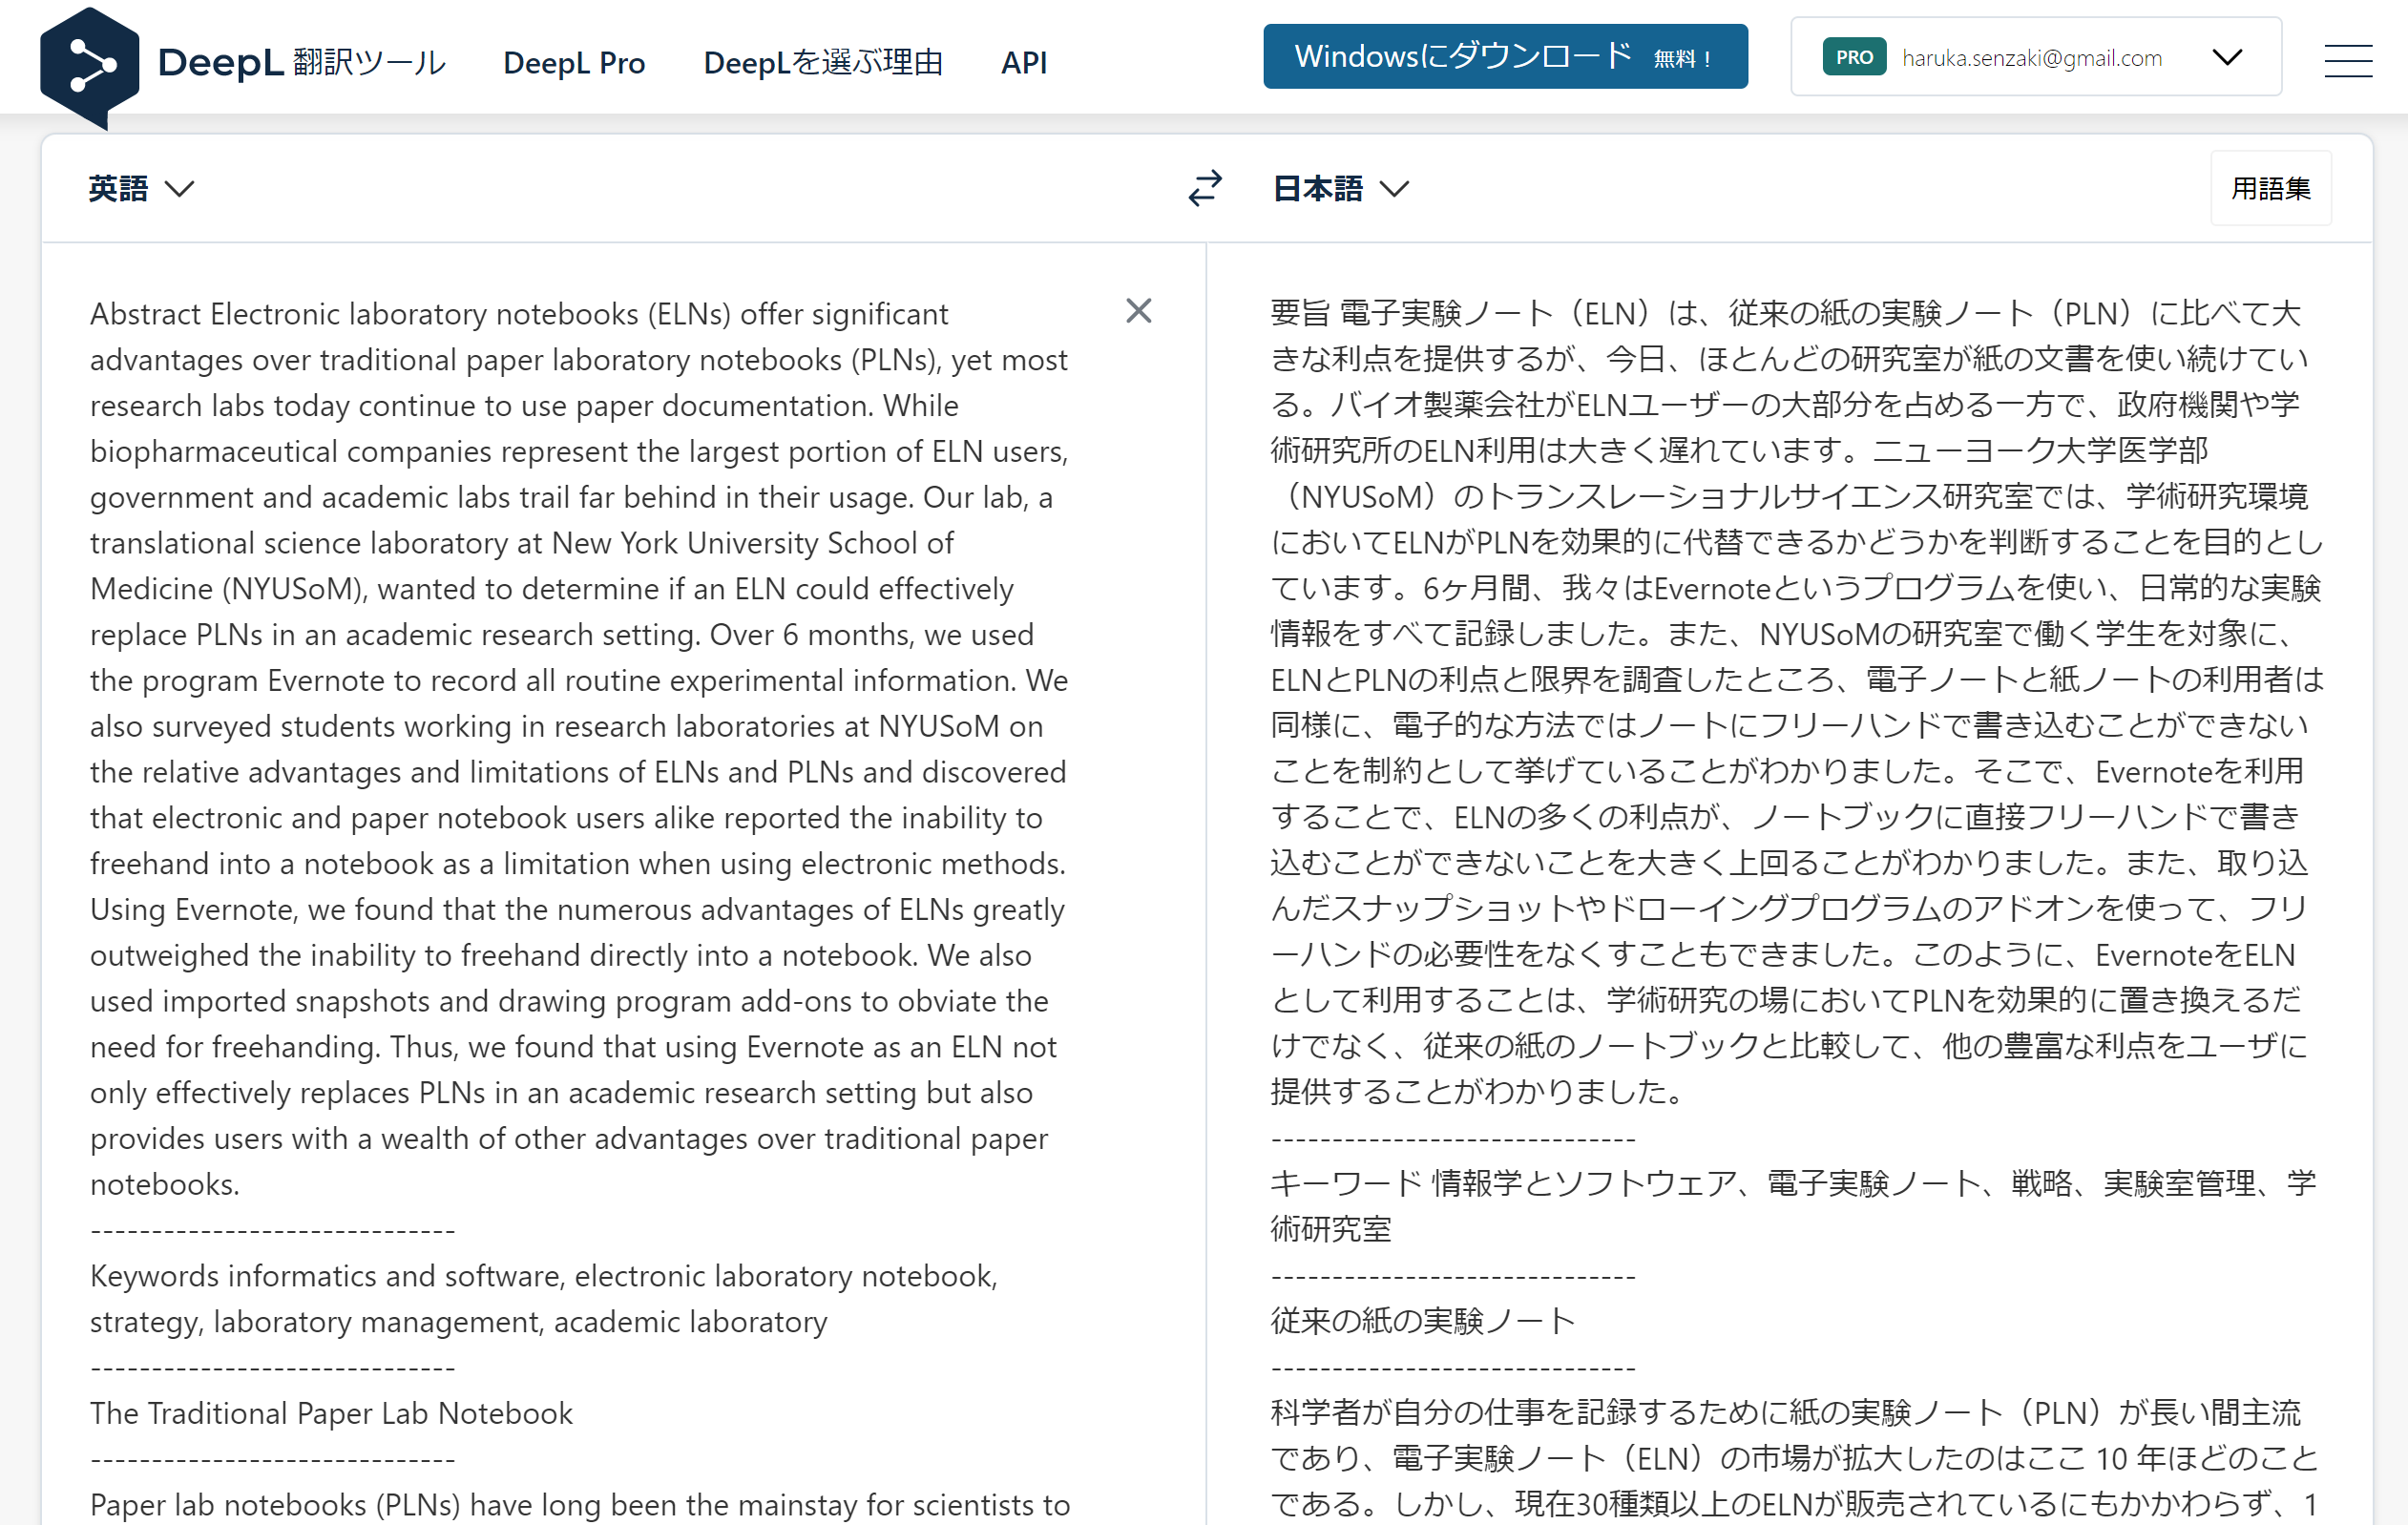 DeepL 翻訳ツール
DeepL Pro
DeepLを選ぶ理由
API
Windowsにダウンロード 無料！
PRO haruka.senzaki@gmail.com
英語
日本語
用語集
Abstract Electronic laboratory notebooks (ELNs) offer significant
advantages over traditional paper laboratory notebooks (PLNs), yet most
research labs today continue to use paper documentation. While
biopharmaceutical companies represent the largest portion of ELN users,
government and academic labs trail far behind in their usage. Our lab, a
translational science laboratory at New York University School of
Medicine (NYUSoM), wanted to determine if an ELN could effectively
replace PLNs in an academic research setting. Over 6 months, we used
the program Evernote to record all routine experimental information. We
also surveyed students working in research laboratories at NYUSoM on
the relative advantages and limitations of ELNs and PLNs and discovered
that electronic and paper notebook users alike reported the inability to
freehand into a notebook as a limitation when using electronic methods.
Using Evernote, we found that the numerous advantages of ELNs greatly
outweighed the inability to freehand directly into a notebook. We also
used imported snapshots and drawing program add-ons to obviate the
need for freehanding. Thus, we found that using Evernote as an ELN not
only effectively replaces PLNs in an academic research setting but also
provides users with a wealth of other advantages over traditional paper
notebooks.
------------------------------
Keywords informatics and software, electronic laboratory notebook,
strategy, laboratory management, academic laboratory
------------------------------
The Traditional Paper Lab Notebook
------------------------------
Paper lab notebooks (PLNs) have long been the mainstay for scientists to
要旨 電子実験ノート（ELN）は、従来の紙の実験ノート（PLN）に比べて大
きな利点を提供するが、今日、ほとんどの研究室が紙の文書を使い続けてい
る。バイオ製薬会社がELNユーザーの大部分を占める一方で、政府機関や学
術研究所のELN利用は大きく遅れています。ニューヨーク大学医学部
（NYUSoM）のトランスレーショナルサイエンス研究室では、学術研究環境
においてELNがPLNを効果的に代替できるかどうかを判断することを目的とし
ています。6ヶ月間、我々はEvernoteというプログラムを使い、日常的な実験
情報をすべて記録しました。また、NYUSoMの研究室で働く学生を対象に、
ELNとPLNの利点と限界を調査したところ、電子ノートと紙ノートの利用者は
同様に、電子的な方法ではノートにフリーハンドで書き込むことができない
ことを制約として挙げていることがわかりました。そこで、Evernoteを利用
することで、ELNの多くの利点が、ノートブックに直接フリーハンドで書き
込むことができないことを大きく上回ることがわかりました。また、取り込
んだスナップショットやドローイングプログラムのアドオンを使って、フリ
ーハンドの必要性をなくすこともできました。このように、EvernoteをELN
として利用することは、学術研究の場においてPLNを効果的に置き換えるだ
けでなく、従来の紙のノートブックと比較して、他の豊富な利点をユーザに
提供することがわかりました。
------------------------------
キーワード 情報学とソフトウェア、電子実験ノート、戦略、実験室管理、学
術研究室
------------------------------
従来の紙の実験ノート
------------------------------
科学者が自分の仕事を記録するために紙の実験ノート（PLN）が長い間主流
であり、電子実験ノート（ELN）の市場が拡大したのはここ 10 年ほどのこと
である。しかし、現在30種類以上のELNが販売されているにもかかわらず、1